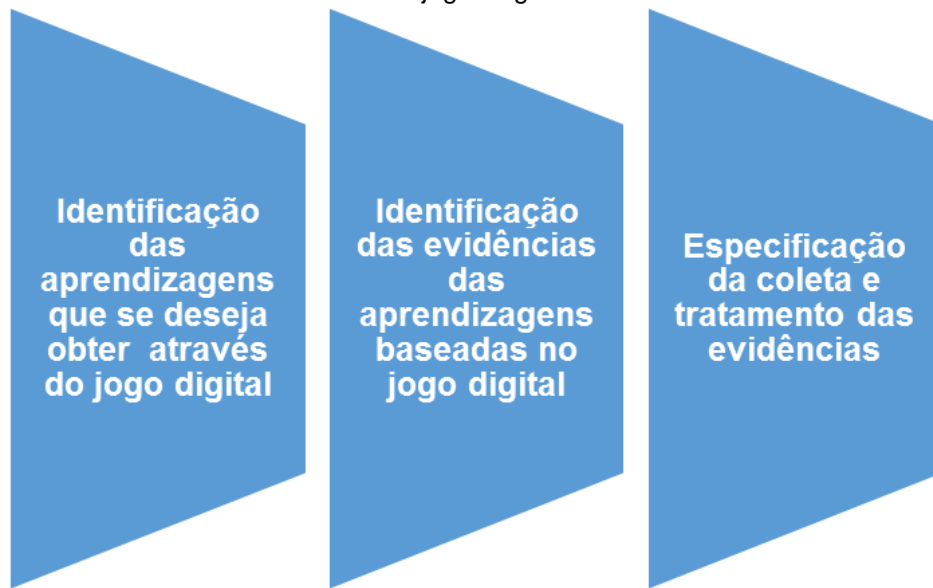 Identificação
das
aprendizagens
que se deseja
obter através
do jogo digital
Identificação
das evidências
das
aprendizagens
baseadas no
jogo digital
Especificação
da coleta e
tratamento das
evidências